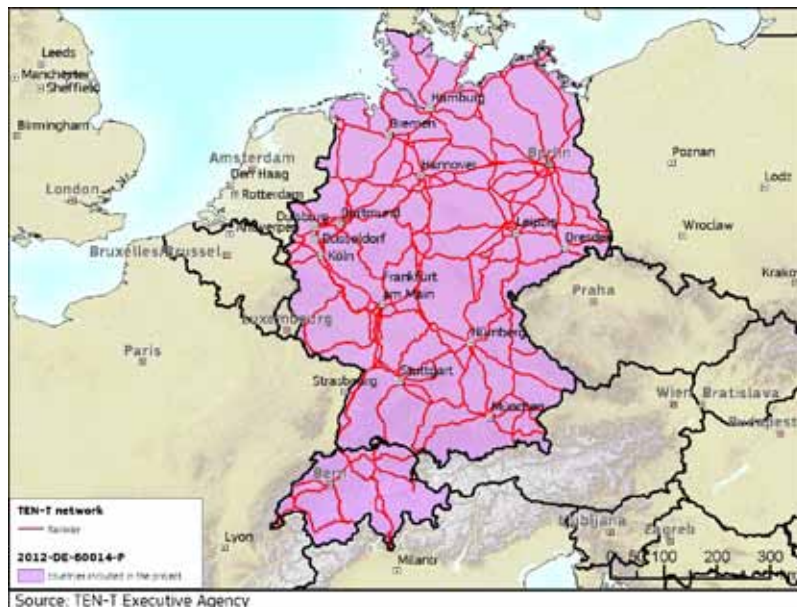 Leeds
Manchester
Sheffield
Birmingham
London
Amsterdam
Den Haag
Rotterdam
Antwerpen
Bruxelles/Brussel
Luxembourg
Paris
Strasbourg
Lyon
Hamburg
Bremen
Hannover
Berlin
Duisburg
Dortmund
Düsseldorf
Köln
Leipzig
Dresden
Frankfurt
am Main
Nürnberg
Stuttgart
München
Bern
Milano
Poznan
Lodz
Wroclaw
Krako
Praha
Wien
Bratislava
Budapest
Ljubljana
Zagreb
TEN-T network
Railway
2012-DE-60014-P
countries included in the project
0 50 100 200 300
Source: TEN-T Executive Agency